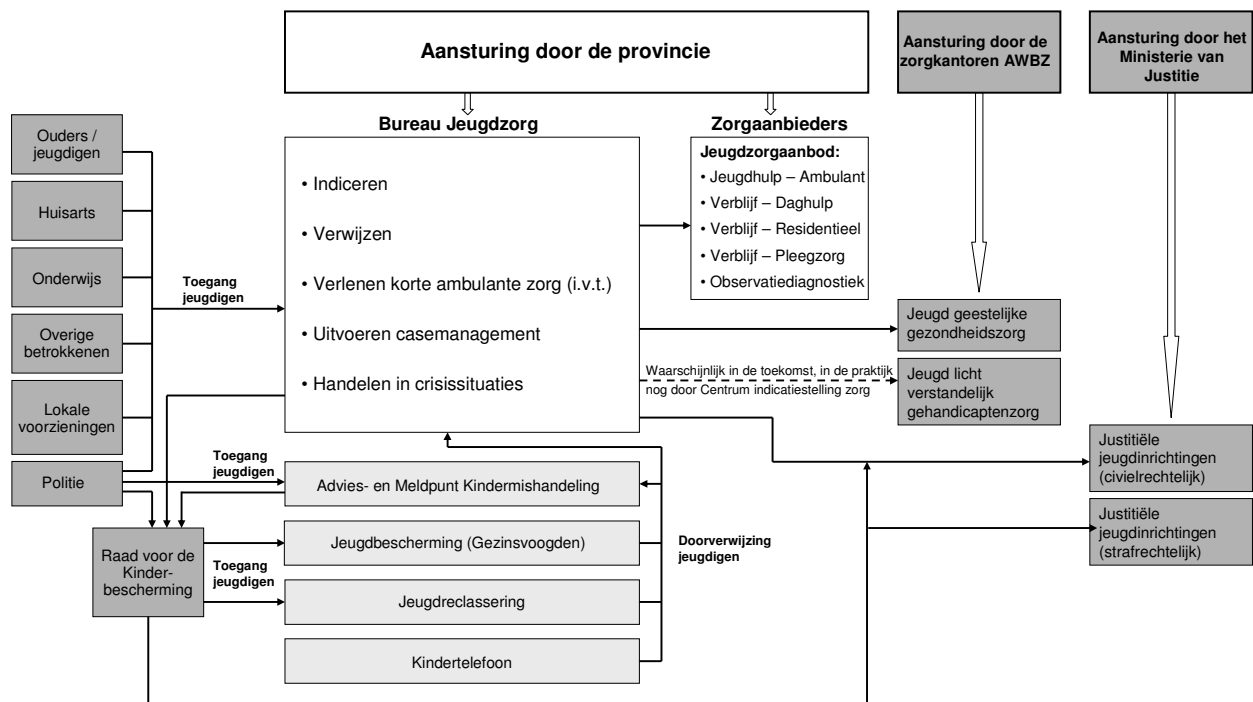 Aansturing door de provincie
Aansturing door de
zorgkantoren AWBZ
Aansturing door het
Ministerie van
Justitie
Ouders /
jeugdigen
Huisarts
Onderwijs
Overige
betrokkenen
Lokale
voorzieningen
Politie
Toegang
jeugdigen
Bureau Jeugdzorg
• Indiceren
• Verwijzen
• Verlenen korte ambulante zorg (i.v.t.)
• Uitvoeren casemanagement
• Handelen in crisissituaties
Zorgaanbieders
Jeugdzorgaanbod:
• Jeugdhulp – Ambulant
• Verblijf – Daghulp
• Verblijf – Residentieel
• Verblijf – Pleegzorg
• Observatiediagnostiek
Jeugd geestelijke
gezondheidszorg
Waarschijnlijk in de toekomst, in de praktijk
nog door Centrum indicatiestelling zorg
Jeugd licht
verstandelijk
gehandicaptenzorg
Justitiële
jeugdinrichtingen
(civielrechtelijk)
Justitiële
jeugdinrichtingen
(strafrechtelijk)
Toegang
jeugdigen
Advies- en Meldpunt Kindermishandeling
Raad voor de
Kinder-
bescherming
Toegang
jeugdigen
Jeugdbescherming (Gezinsvoogden)
Jeugdreclassering
Kindertelefoon
Doorverwijzing
jeugdigen